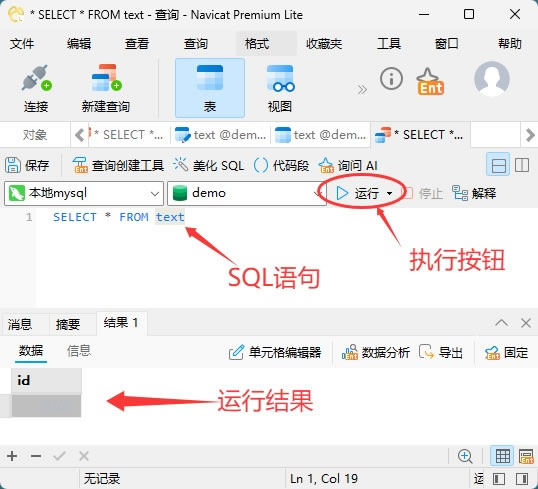 * SELECT * FROM text - 查询 - Navicat Premium Lite
文件 编辑 查看 查询 格式 收藏夹 工具 窗口 帮助
连接 新建查询 表 视图 Ent
对象 * SELECT *... text @dem... text @dem... * SELECT *...
保存 查询创建工具 美化 SQL 代码段 询问 AI
本地mysql demo 运行 停止 解释
1 SELECT * FROM text
执行按钮
SQL语句
消息 摘要 结果 1
数据 信息 单元格编辑器 数据分析 导出 固定
id
运行结果
无记录 Ln 1, Col 19 运